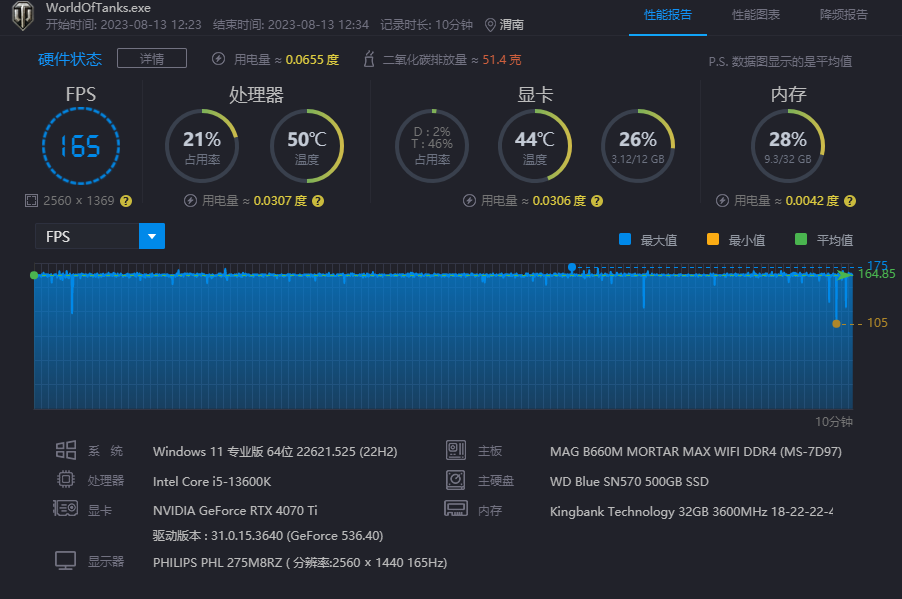 WorldOfTanks.exe
开始时间: 2023-08-13 12:23 结束时间: 2023-08-13 12:34 记录时长: 10分钟 渭南
性能报告 性能图表 降频报告
硬件状态 详情 用电量 ≈ 0.0655 度 二氧化碳排放量 ≈ 51.4 克 P.S. 数据图显示的是平均值
FPS 处理器 显卡 内存
165
21% 占用率
50℃ 温度
D : 2%
T : 46%
占用率
44℃ 温度
26%
3.12/12 GB
28%
9.3/32 GB
2560 × 1369 ? 用电量 ≈ 0.0307 度 ? 用电量 ≈ 0.0306 度 ? 用电量 ≈ 0.0042 度 ?
FPS 最大值 最小值 平均值
175
164.85
105
10分钟
系 统 Windows 11 专业版 64位 22621.525 (22H2) 主板 MAG B660M MORTAR MAX WIFI DDR4 (MS-7D97)
处理器 Intel Core i5-13600K 主硬盘 WD Blue SN570 500GB SSD
显卡 NVIDIA GeForce RTX 4070 Ti 内存 Kingbank Technology 32GB 3600MHz 18-22-22-4
驱动版本 : 31.0.15.3640 (GeForce 536.40)
显示器 PHILIPS PHL 275M8RZ ( 分辨率:2560 x 1440 165Hz)